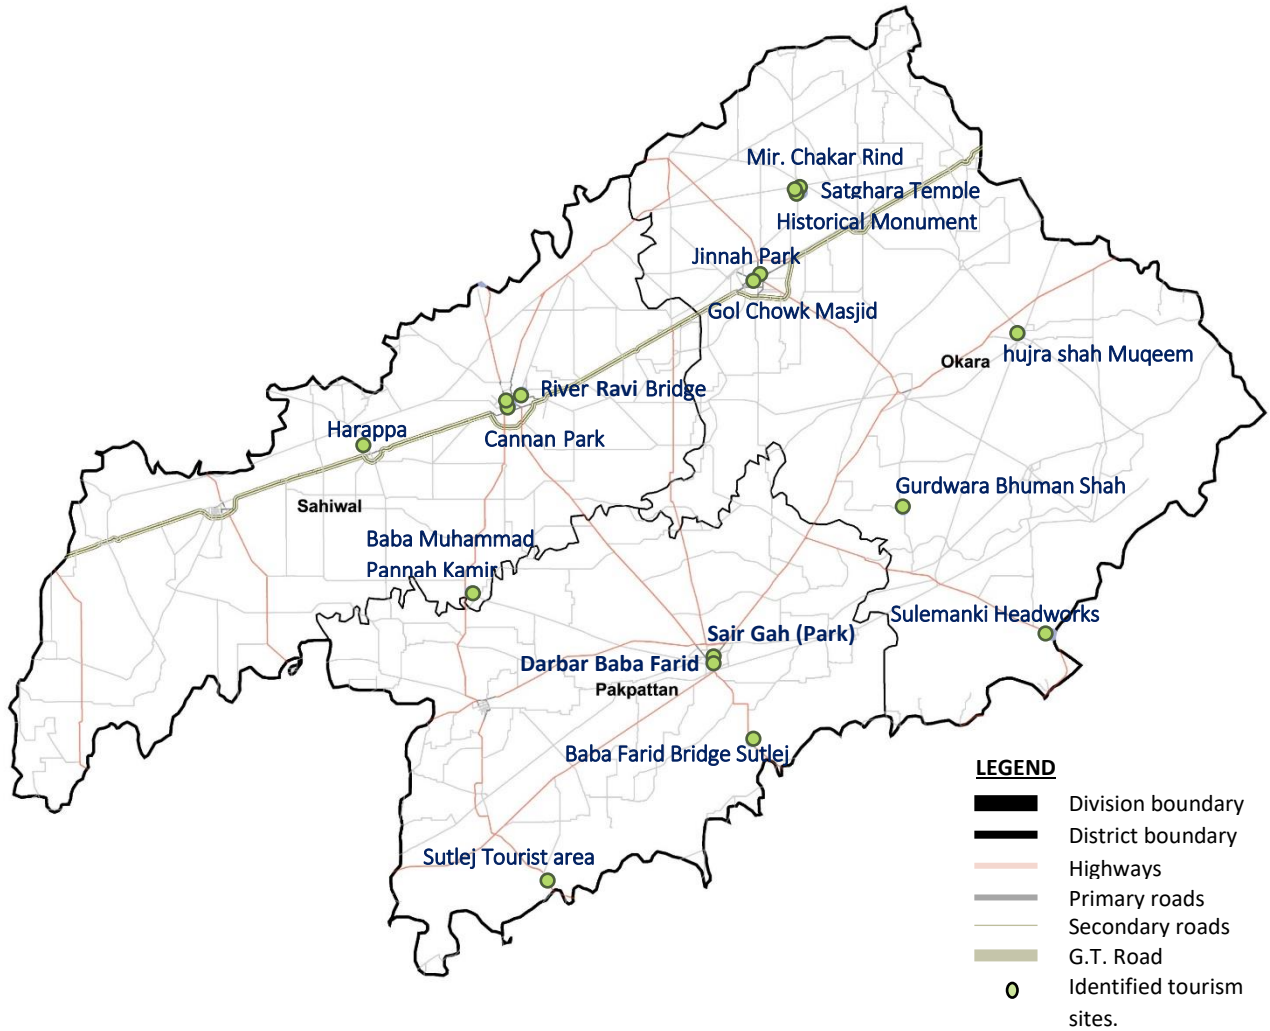 Mir. Chakar Rind
Satghara Temple
Historical Monument
Jinnah Park
Gol Chowk Masjid
hujra shah Muqeem
Okara
River Ravi Bridge
Cannan Park
Harappa
Sahiwal
Gurdwara Bhuman Shah
Baba Muhammad
Pannah Kamir
Sulemanki Headworks
Sair Gah (Park)
Darbar Baba Farid
Pakpattan
Baba Farid Bridge Sutlej
Sutlej Tourist area
LEGEND
Division boundary
District boundary
Highways
Primary roads
Secondary roads
G.T. Road
Identified tourism
sites.